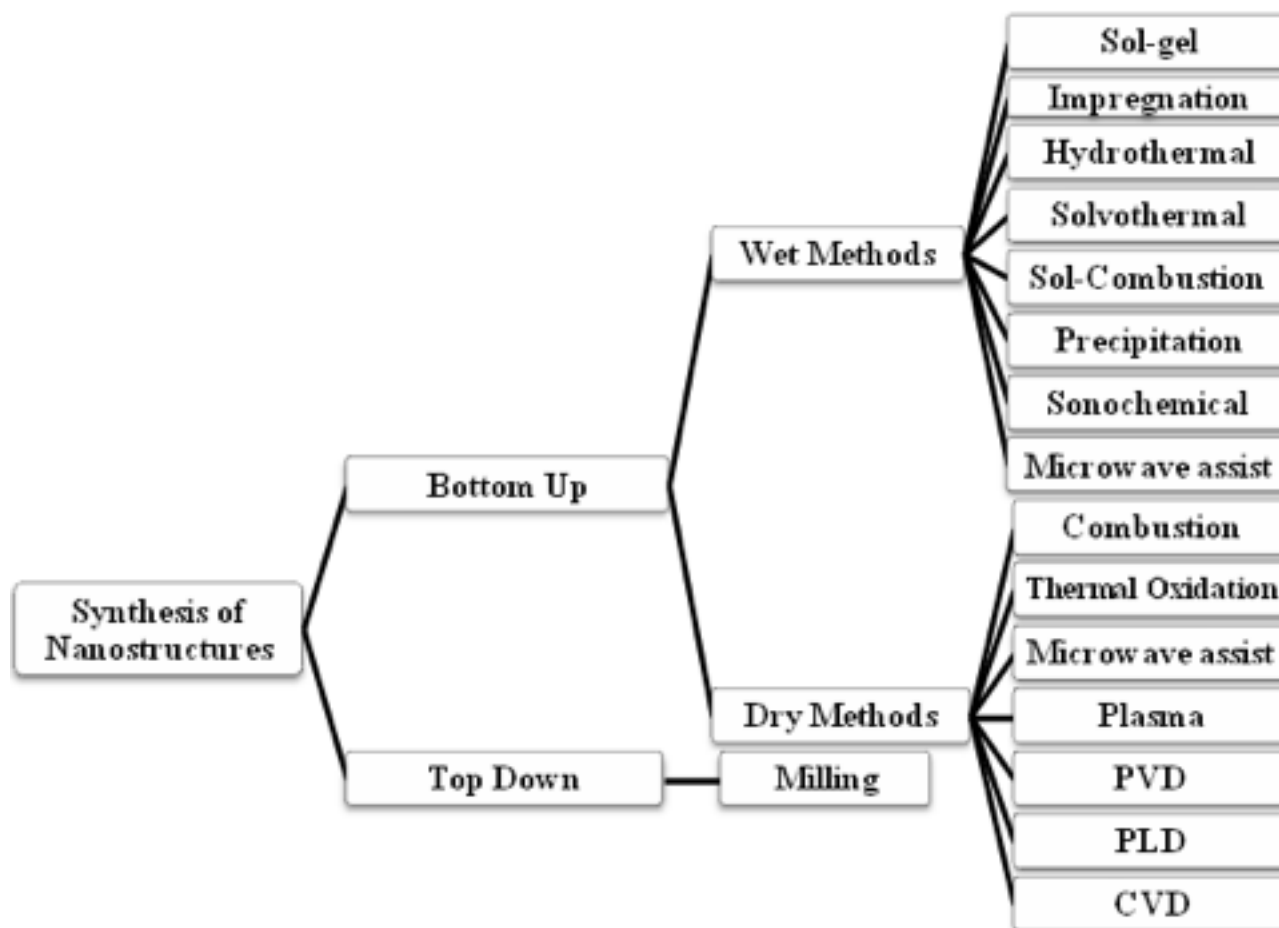 Sol-gel
Impregnation
Hydrothermal
Solvothermal
Wet Methods
Sol-Combustion
Precipitation
Sonochemical
Microwave assist
Bottom Up
Combustion
Thermal Oxidation
Synthesis of
Nanostructures
Microwave assist
Dry Methods
Plasma
Top Down
Milling
PVD
PLD
CVD